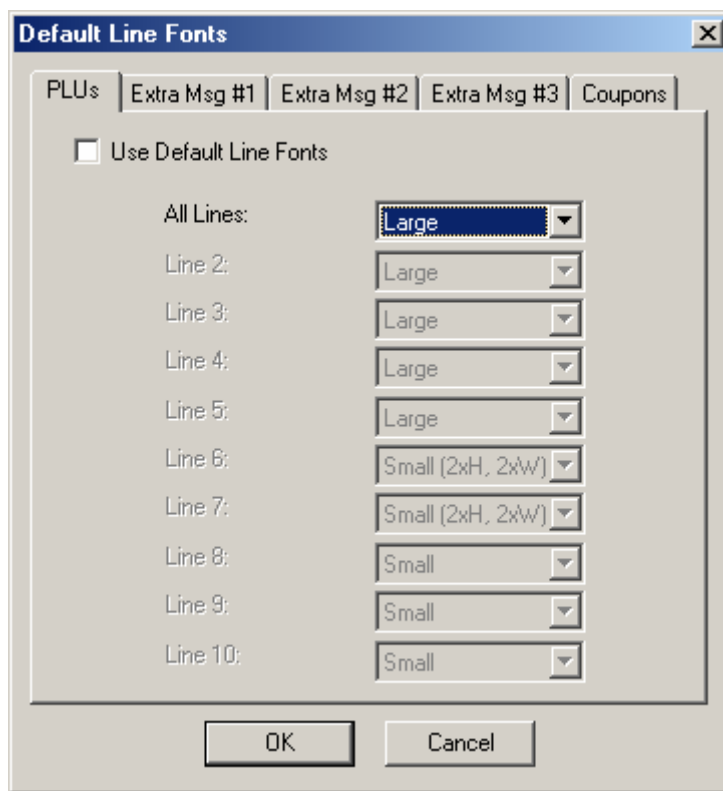 Default Line Fonts
PLUs Extra Msg #1 Extra Msg #2 Extra Msg #3 Coupons
Use Default Line Fonts
All Lines: Large
Line 2: Large
Line 3: Large
Line 4: Large
Line 5: Large
Line 6: Small (2xH, 2xW)
Line 7: Small (2xH, 2xW)
Line 8: Small
Line 9: Small
Line 10: Small
OK Cancel